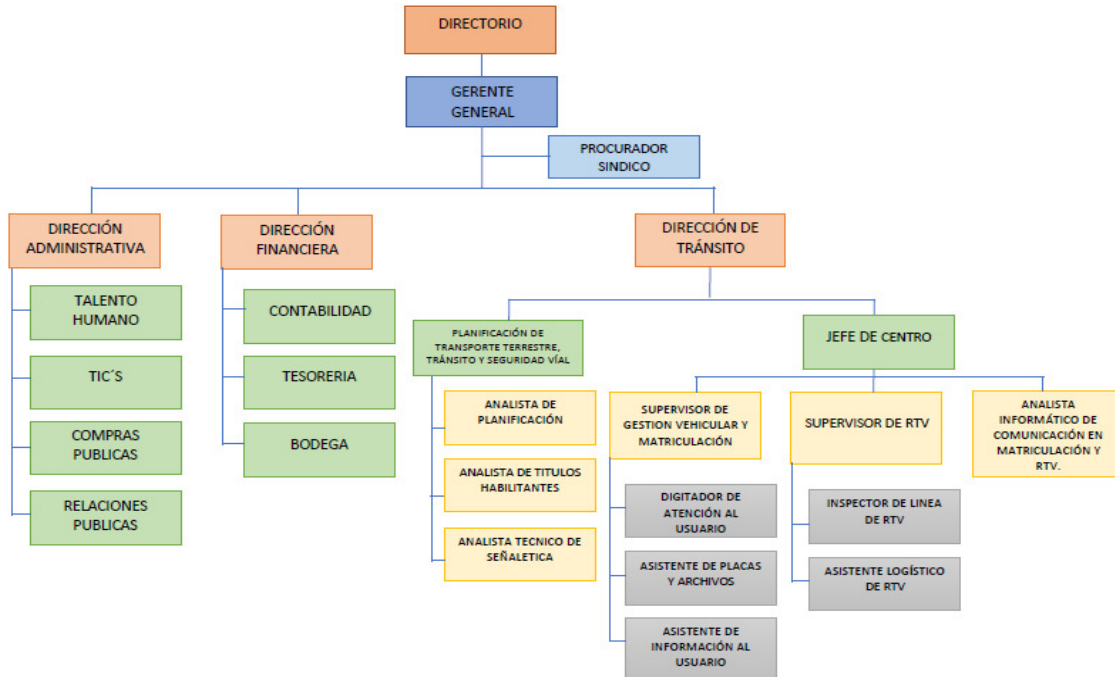 DIRECTORIO
GERENTE
GENERAL
PROCURADOR
SINDICO
DIRECCIÓN
ADMINISTRATIVA
DIRECCIÓN
FINANCIERA
DIRECCIÓN DE
TRÁNSITO
TALENTO
HUMANO
TIC´S
COMPRAS
PUBLICAS
RELACIONES
PUBLICAS
CONTABILIDAD
TESORERIA
BODEGA
PLANIFICACIÓN DE
TRANSPORTE TERRESTRE,
TRÁNSITO Y SEGURIDAD VÍAL
JEFE DE CENTRO
ANALISTA DE
PLANIFICACIÓN
ANALISTA DE TITULOS
HABILITANTES
ANALISTA TECNICO DE
SEÑALETICA
SUPERVISOR DE
GESTION VEHICULAR Y
MATRICULACIÓN
DIGITADOR DE
ATENCIÓN AL
USUARIO
ASISTENTE DE PLACAS
Y ARCHIVOS
ASISTENTE DE
INFORMACIÓN AL
USUARIO
SUPERVISOR DE RTV
INSPECTOR DE LINEA
DE RTV
ASISTENTE LOGÍSTICO
DE RTV
ANALISTA
INFORMÁTICO DE
COMUNICACIÓN EN
MATRICULACIÓN Y
RTV.